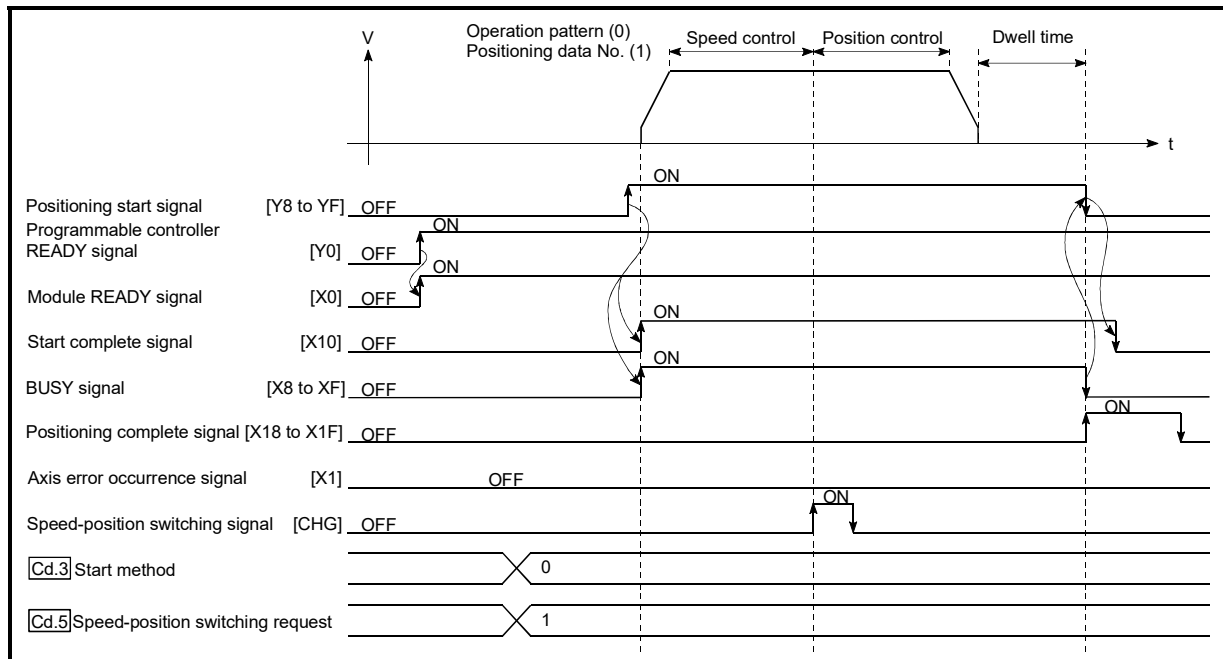 V
Operation pattern (0)
Positioning data No. (1)
Speed control
Position control
Dwell time
t
Positioning start signal [Y8 to YF] OFF ON
Programmable controller
READY signal [Y0] OFF ON
Module READY signal [X0] OFF ON
Start complete signal [X10] OFF ON
BUSY signal [X8 to XF] OFF ON
Positioning complete signal [X18 to X1F] OFF ON
Axis error occurrence signal [X1] OFF
Speed-position switching signal [CHG] OFF ON
Cd.3 Start method 0
Cd.5 Speed-position switching request 1